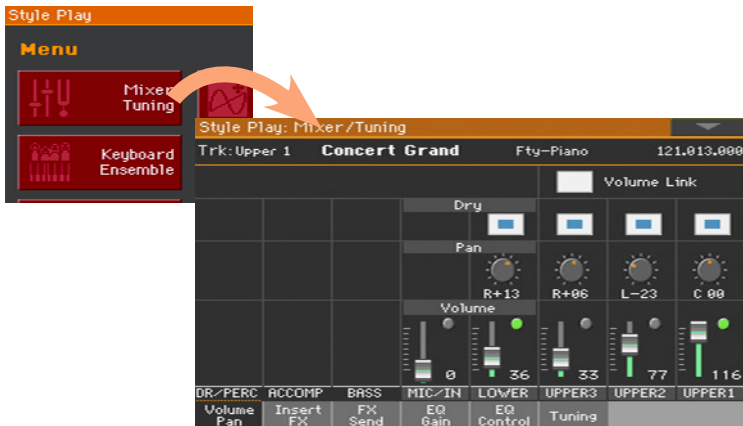 Style Play
Menu
Mixer
Tuning
Keyboard
Ensemble
Style Play: Mixer/Tuning
Trk:Upper 1 Concert Grand Fty-Piano 121.013.000
Volume Link
Dry
Pan
R+13 R+06 L-23 C 00
Volume
0 36 33 77 116
DR/PERC ACCOMP BASS MIC/IN LOWER UPPER3 UPPER2 UPPER1
Volume Pan Insert FX FX Send EQ Gain EQ Control Tuning